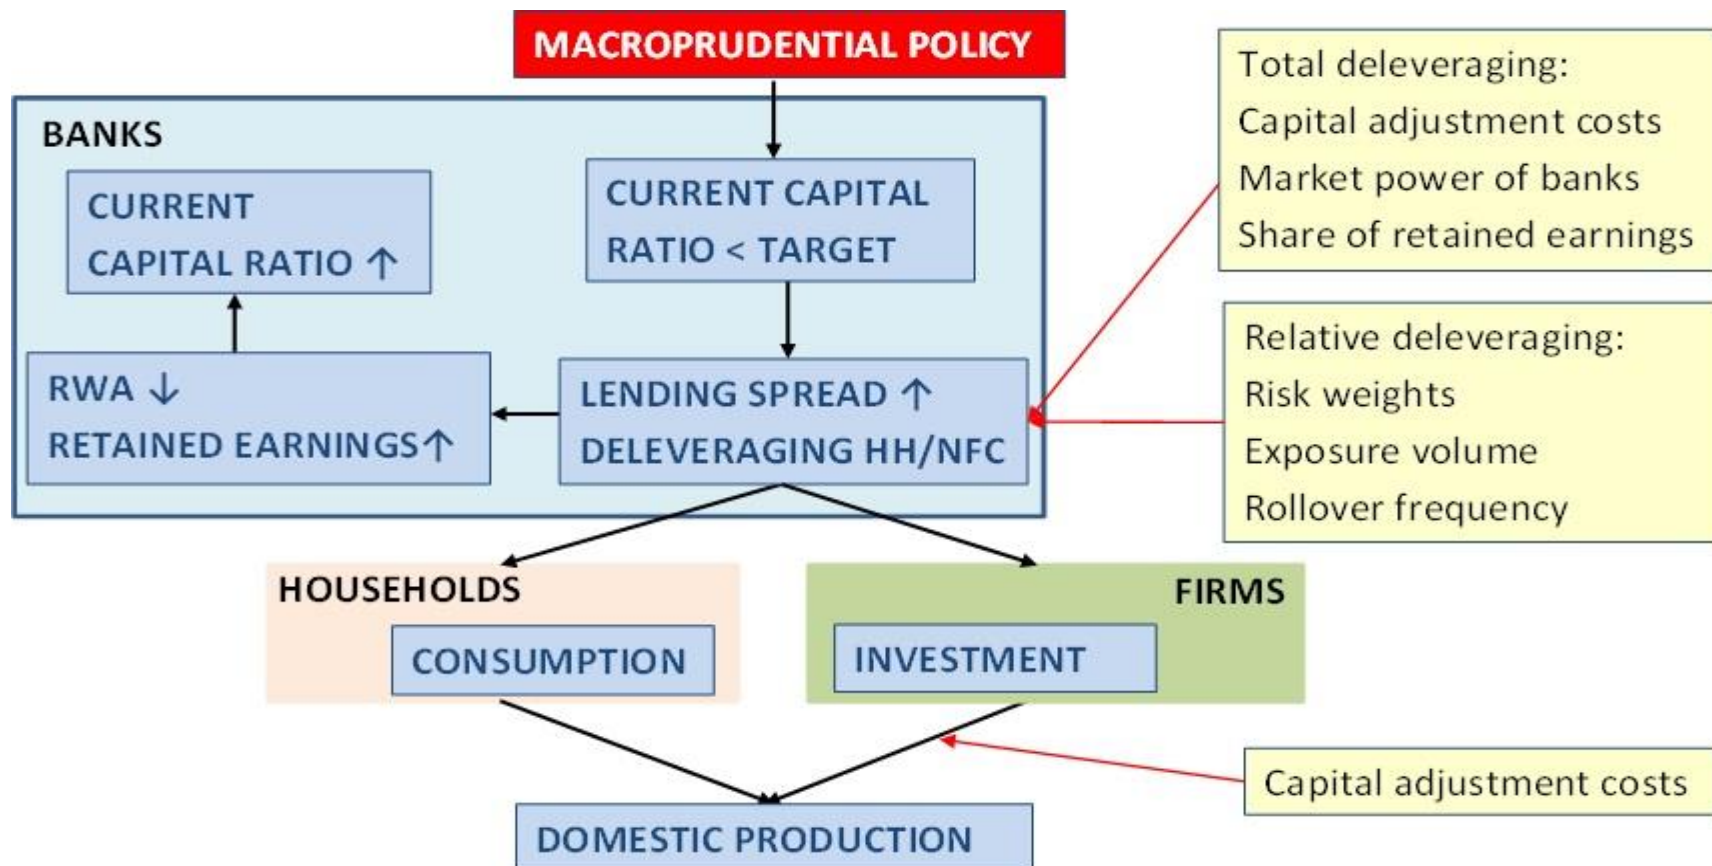 MACROPRUDENTIAL POLICY
BANKS
CURRENT
CAPITAL RATIO ↑
CURRENT CAPITAL
RATIO < TARGET
RWA ↓
RETAINED EARNINGS↑
LENDING SPREAD ↑
DELEVERAGING HH/NFC
Total deleveraging:
Capital adjustment costs
Market power of banks
Share of retained earnings
Relative deleveraging:
Risk weights
Exposure volume
Rollover frequency
HOUSEHOLDS
CONSUMPTION
FIRMS
INVESTMENT
Capital adjustment costs
DOMESTIC PRODUCTION